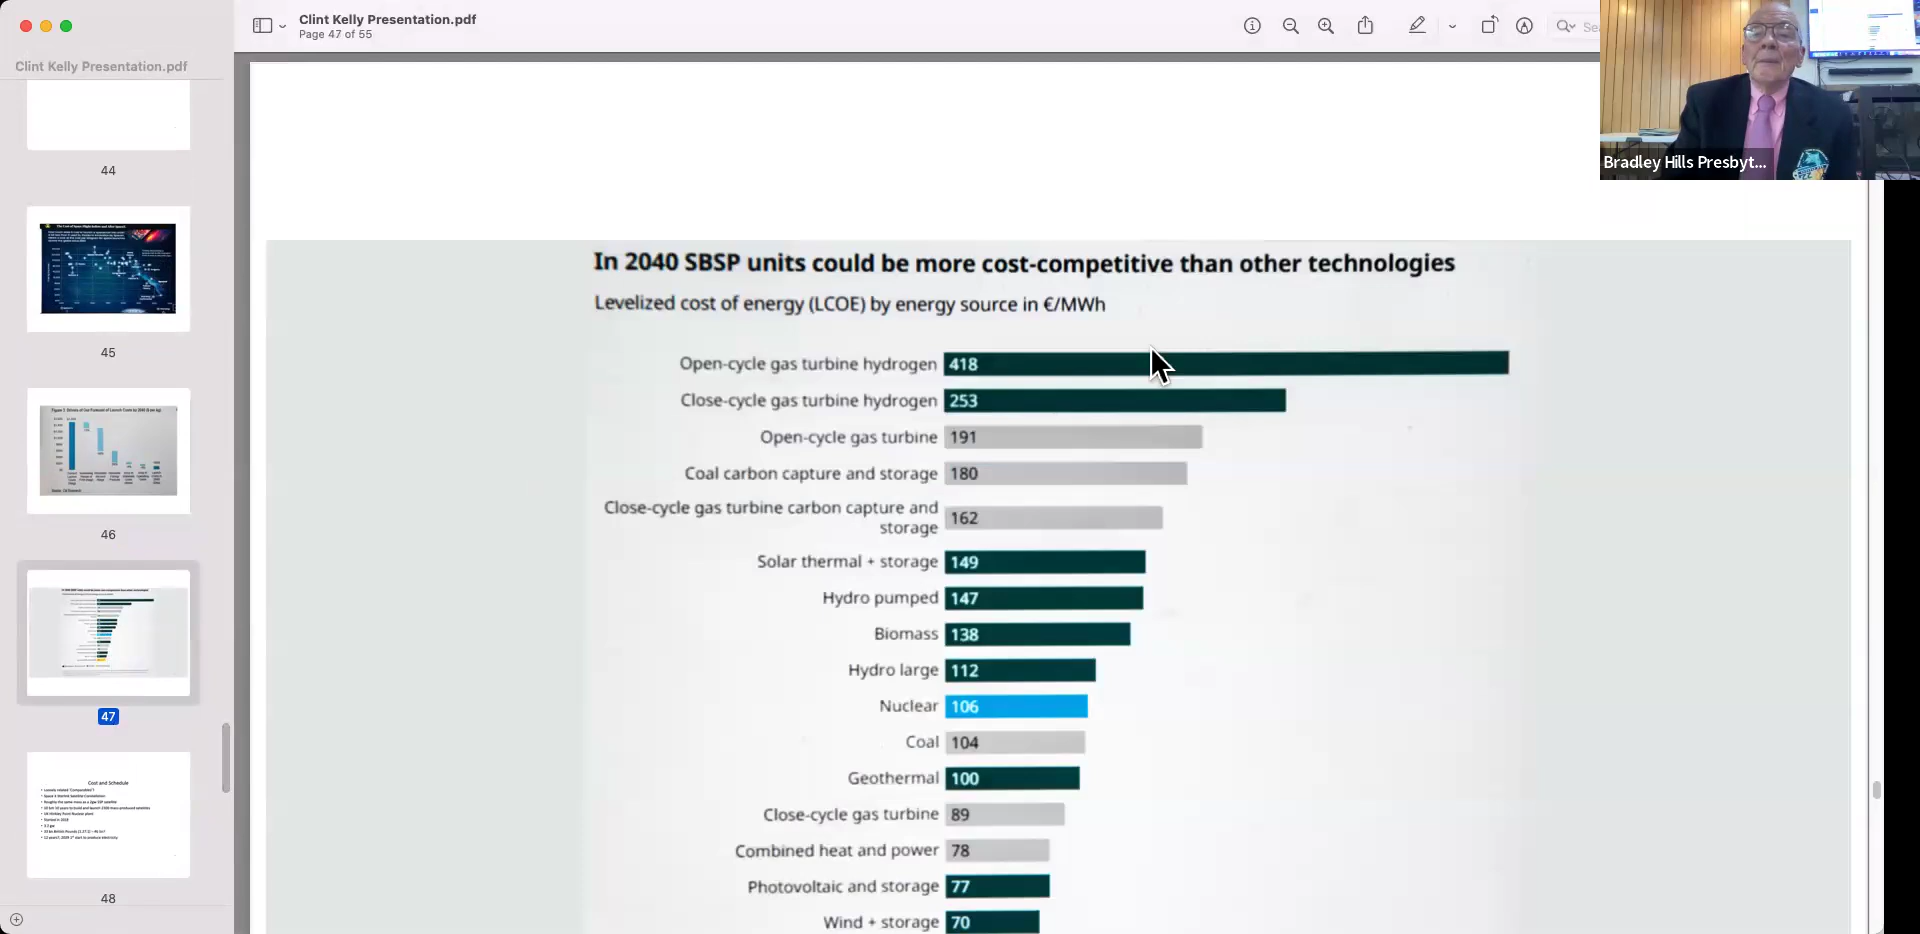 Clint Kelly Presentation.pdf
Page 47 of 55
Clint Kelly Presentation.pdf
44
45
46
47
Cost and Schedule
48
Bradley Hills Presbyt...
In 2040 SBSP units could be more cost-competitive than other technologies
Levelized cost of energy (LCOE) by energy source in €/MWh
Open-cycle gas turbine hydrogen 418
Close-cycle gas turbine hydrogen 253
Open-cycle gas turbine 191
Coal carbon capture and storage 180
Close-cycle gas turbine carbon capture and
storage 162
Solar thermal + storage 149
Hydro pumped 147
Biomass 138
Hydro large 112
Nuclear 106
Coal 104
Geothermal 100
Close-cycle gas turbine 89
Combined heat and power 78
Photovoltaic and storage 77
Wind + storage 70